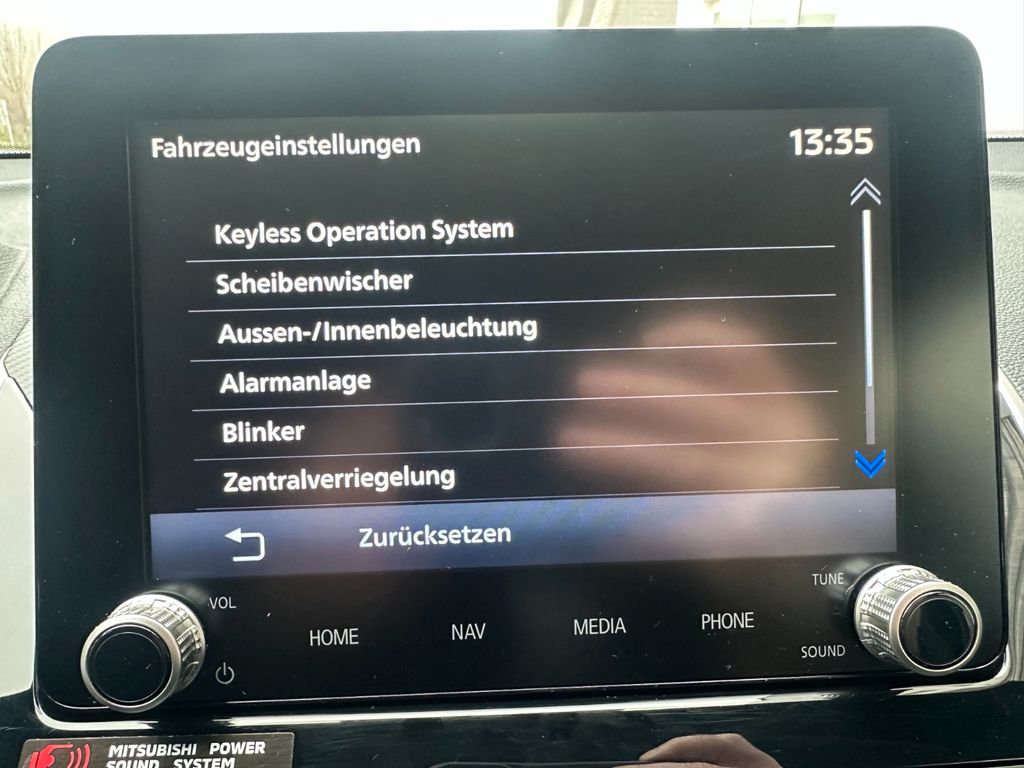 Fahrzeugeinstellungen
13:35
Keyless Operation System
Scheibenwischer
Aussen-/Innenbeleuchtung
Alarmanlage
Blinker
Zentralverriegelung
Zurücksetzen
VOL
HOME
NAV
MEDIA
PHONE
TUNE
SOUND
MITSUBISHI POWER
SOUND SYSTEM